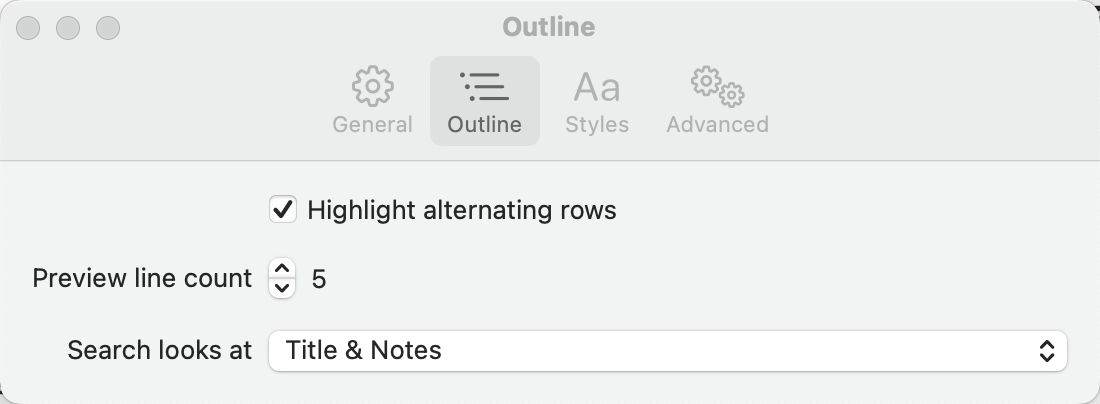 Outline
General Outline Styles Advanced
Highlight alternating rows
Preview line count 5
Search looks at Title & Notes